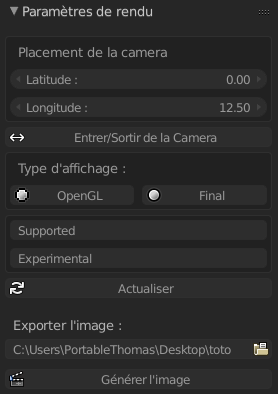 Paramètres de rendu
Placement de la camera
Latitude : 0.00
Longitude : 12.50
Entrer/Sortir de la Camera
Type d'affichage :
OpenGL Final
Supported
Experimental
Actualiser
Exporter l'image :
C:\Users\PortableThomas\Desktop\toto
Générer l'image